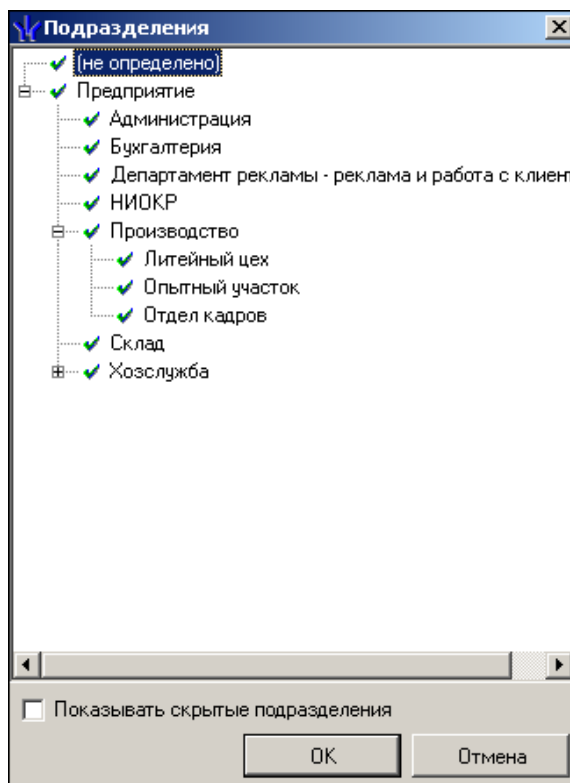 Подразделения
(не определено)
Предприятие
Администрация
Бухгалтерия
Департамент рекламы - реклама и работа с клиент
НИОКР
Производство
Литейный цех
Опытный участок
Отдел кадров
Склад
Хозслужба
Показывать скрытые подразделения
OK
Отмена